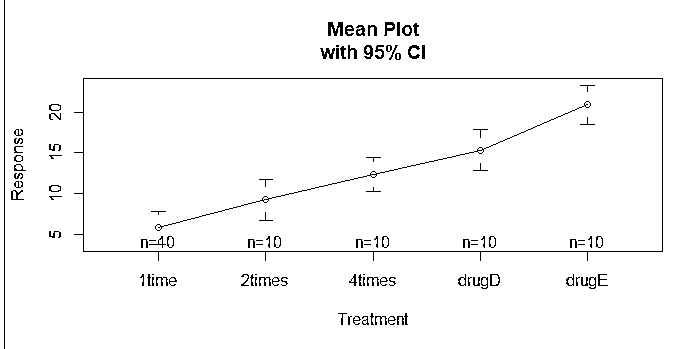 Mean Plot
with 95% CI
Response
20
15
10
5
n=40 n=10 n=10 n=10 n=10
1time 2times 4times drugD drugE
Treatment